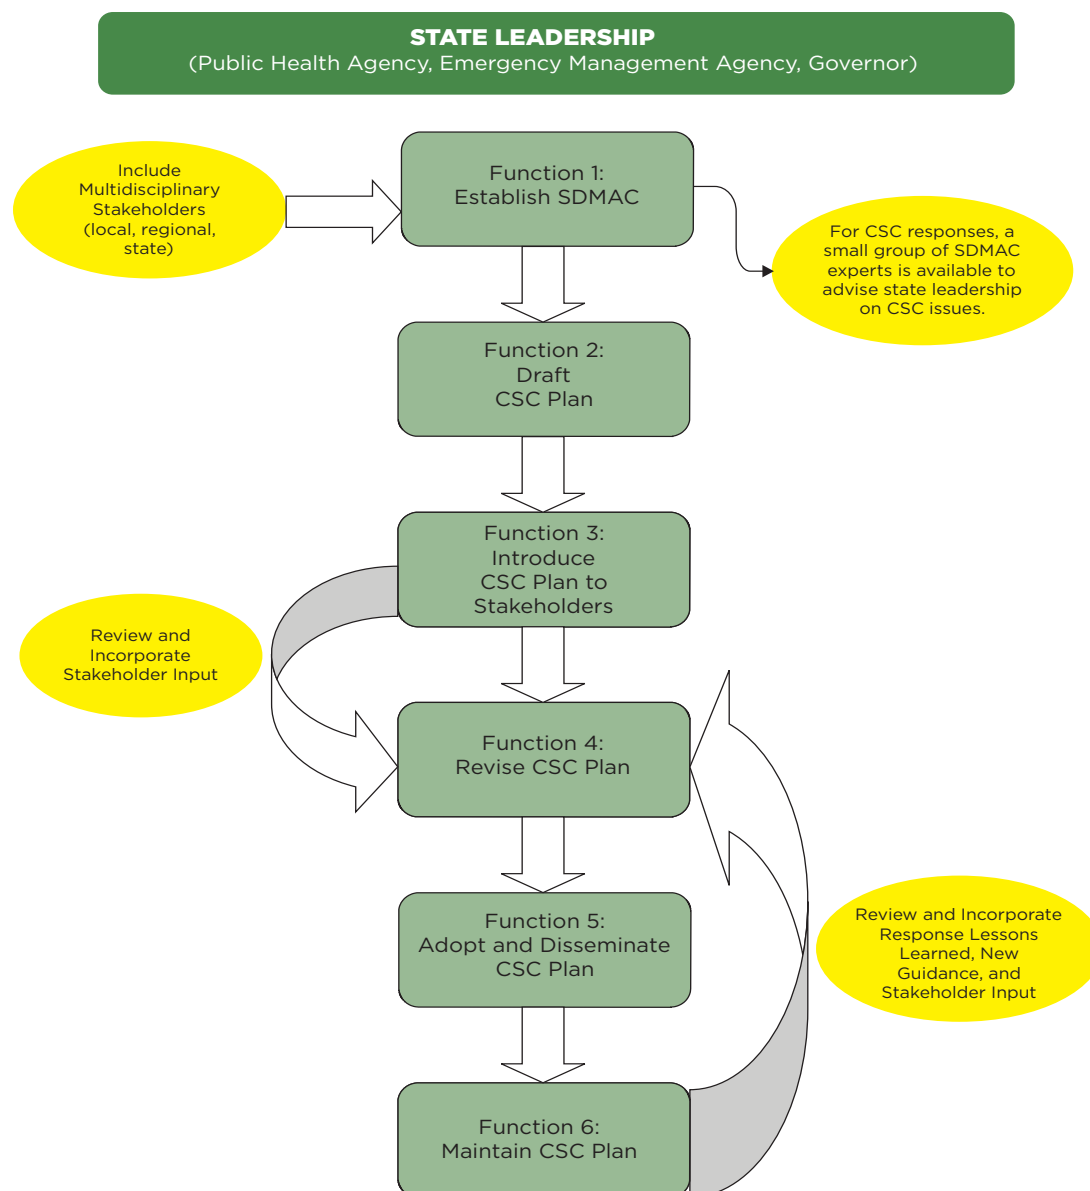 STATE LEADERSHIP
(Public Health Agency, Emergency Management Agency, Governor)
Include
Multidisciplinary
Stakeholders
(local, regional,
state)
Function 1:
Establish SDMAC
For CSC responses, a
small group of SDMAC
experts is available to
advise state leadership
on CSC issues.
Function 2:
Draft
CSC Plan
Function 3:
Introduce
CSC Plan to
Stakeholders
Review and
Incorporate
Stakeholder Input
Function 4:
Revise CSC Plan
Function 5:
Adopt and Disseminate
CSC Plan
Review and Incorporate
Response Lessons
Learned, New
Guidance, and
Stakeholder Input
Function 6:
Maintain CSC Plan